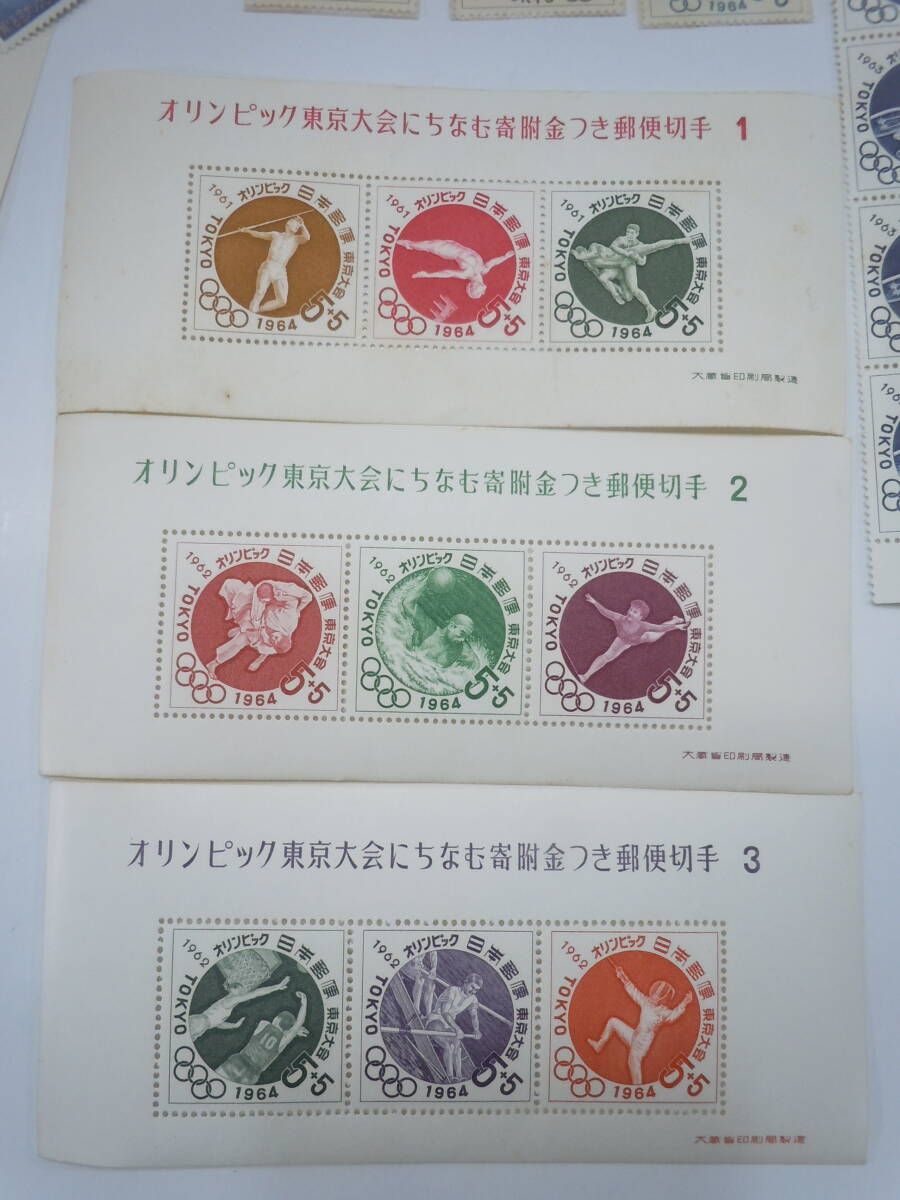 1964
オリンピック東京大会にちなむ寄附金つき郵便切手 1
1961 オリンピック 日本郵便 東京大会
TOKYO 1964 5+5
1961 オリンピック 日本郵便 東京大会
TOKYO 1964 5+5
1961 オリンピック 日本郵便 東京大会
TOKYO 1964 5+5
大蔵省印刷局製造
オリンピック東京大会にちなむ寄附金つき郵便切手 2
1962 オリンピック 日本郵便 東京大会
TOKYO 1964 5+5
1962 オリンピック 日本郵便 東京大会
TOKYO 1964 5+5
1962 オリンピック 日本郵便 東京大会
TOKYO 1964 5+5
大蔵省印刷局製造
オリンピック東京大会にちなむ寄附金つき郵便切手 3
1962 オリンピック 日本郵便 東京大会
TOKYO 10 1964 5+5
1962 オリンピック 日本郵便 東京大会
TOKYO 1964 5+5
1962 オリンピック 日本郵便 東京大会
TOKYO 1964 5+5
大蔵省印刷局製造
1963
TOKYO
1963
TOKYO
TOKYO